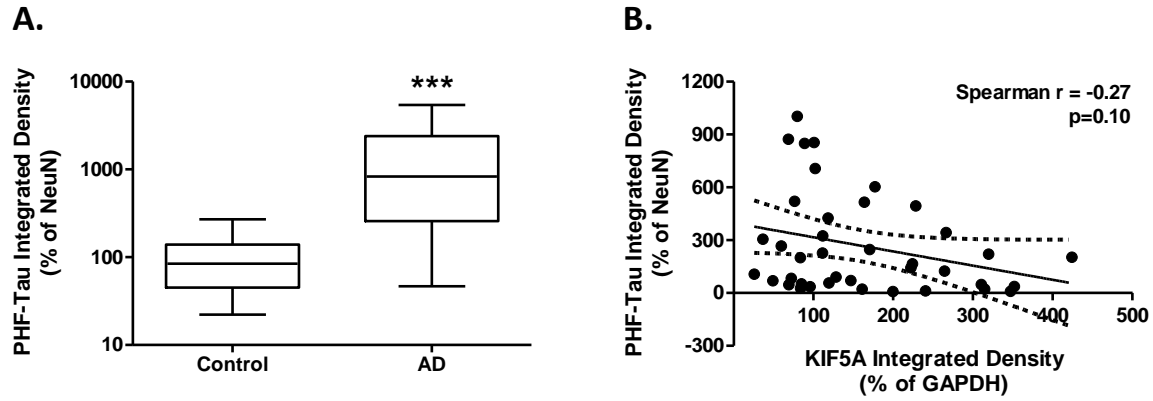 A.
PHF-Tau Integrated Density
(% of NeuN)
10000
1000
100
10
***
Control
AD
B.
PHF-Tau Integrated Density
(% of NeuN)
1200
900
600
300
0
-300
Spearman r = -0.27
p=0.10
100
200
300
400
500
KIF5A Integrated Density
(% of GAPDH)